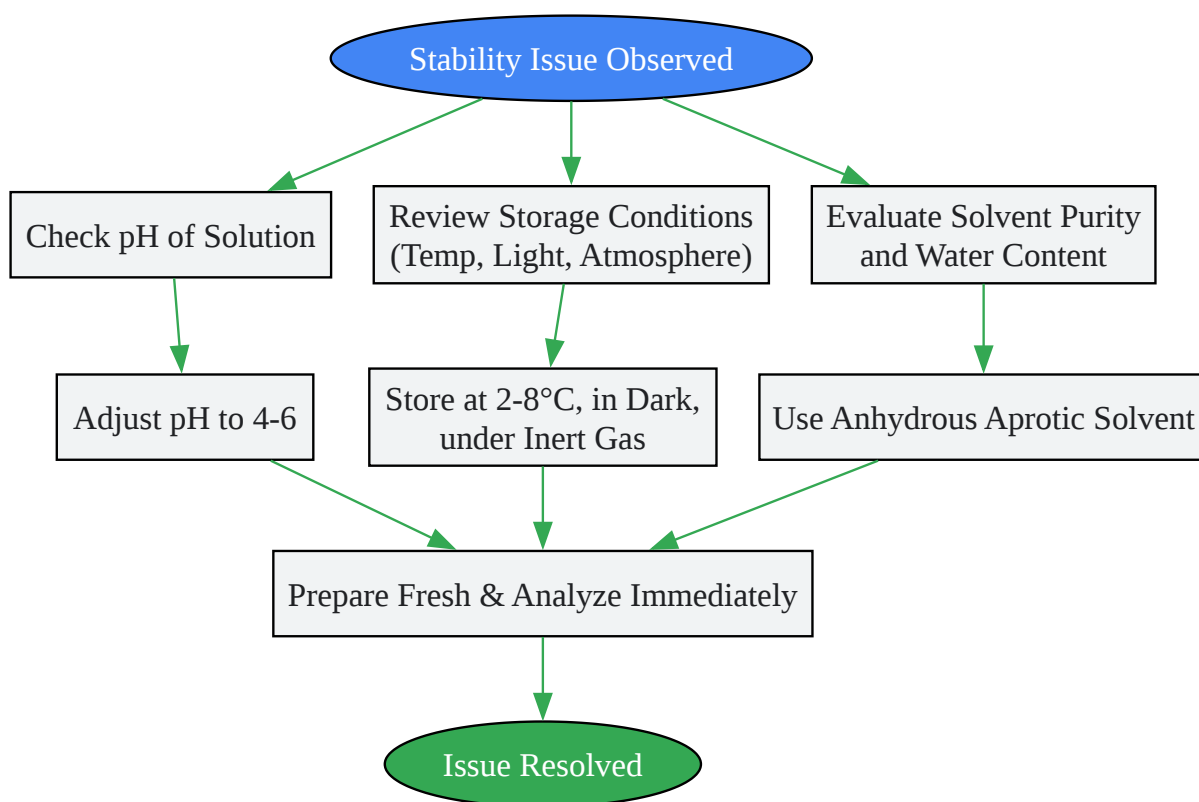 Stability Issue Observed
Check pH of Solution
Review Storage Conditions
(Temp, Light, Atmosphere)
Evaluate Solvent Purity
and Water Content
Adjust pH to 4-6
Store at 2-8°C, in Dark,
under Inert Gas
Use Anhydrous Aprotic Solvent
Prepare Fresh & Analyze Immediately
Issue Resolved